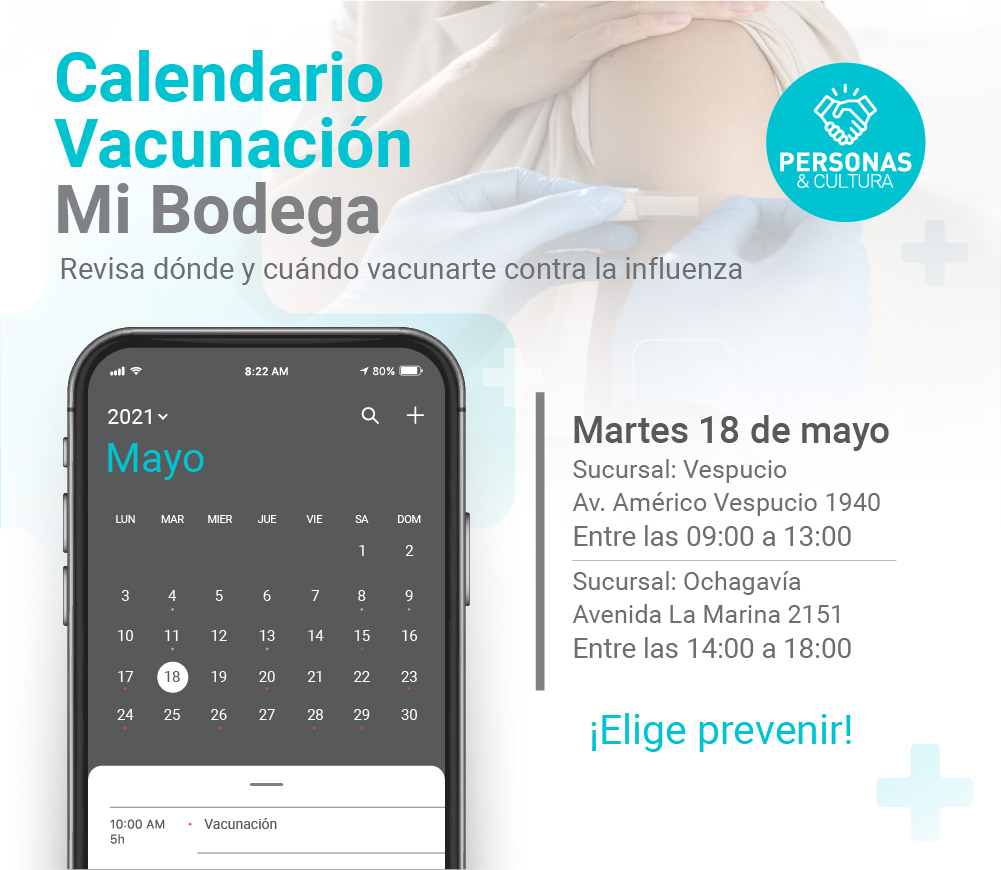 Calendario
Vacunación
Mi Bodega
Revisa dónde y cuándo vacunarte contra la influenza
PERSONAS
& CULTURA
8:22 AM
80%
2021
Mayo
LUN MAR MIER JUE VIE SA DOM
1 2
3 4 5 6 7 8 9
10 11 12 13 14 15 16
17 18 19 20 21 22 23
24 25 26 27 28 29 30
10:00 AM Vacunación
5h
Martes 18 de mayo
Sucursal: Vespucio
Av. Américo Vespucio 1940
Entre las 09:00 a 13:00
Sucursal: Ochagavía
Avenida La Marina 2151
Entre las 14:00 a 18:00
¡Elige prevenir!